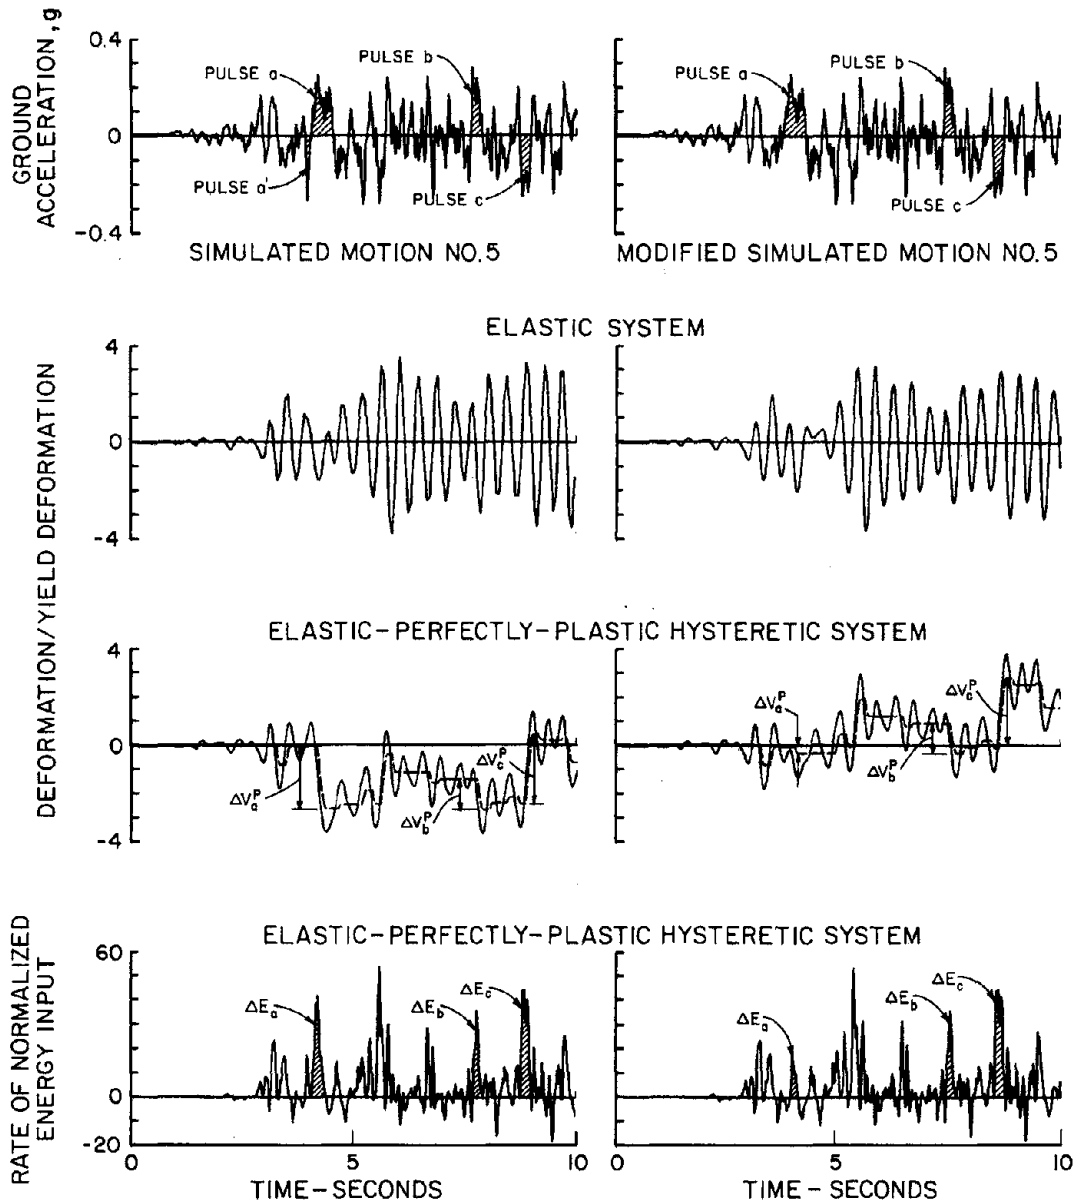 GROUND
ACCELERATION, g
0.4
0
-0.4
PULSE a
PULSE b
PULSE a'
PULSE c
SIMULATED MOTION NO.5
PULSE a
PULSE b
PULSE c
MODIFIED SIMULATED MOTION NO.5
DEFORMATION/YIELD DEFORMATION
ELASTIC SYSTEM
4
0
-4
ELASTIC-PERFECTLY-PLASTIC HYSTERETIC SYSTEM
4
0
-4
ΔV_a^P
ΔV_b^P
ΔV_c^P
ΔV_a^P
ΔV_b^P
ΔV_c^P
RATE OF NORMALIZED
ENERGY INPUT
ELASTIC-PERFECTLY-PLASTIC HYSTERETIC SYSTEM
60
0
-20
ΔE_a
ΔE_b
ΔE_c
ΔE_a
ΔE_b
ΔE_c
0 5 10
0 5 10
TIME-SECONDS
TIME-SECONDS